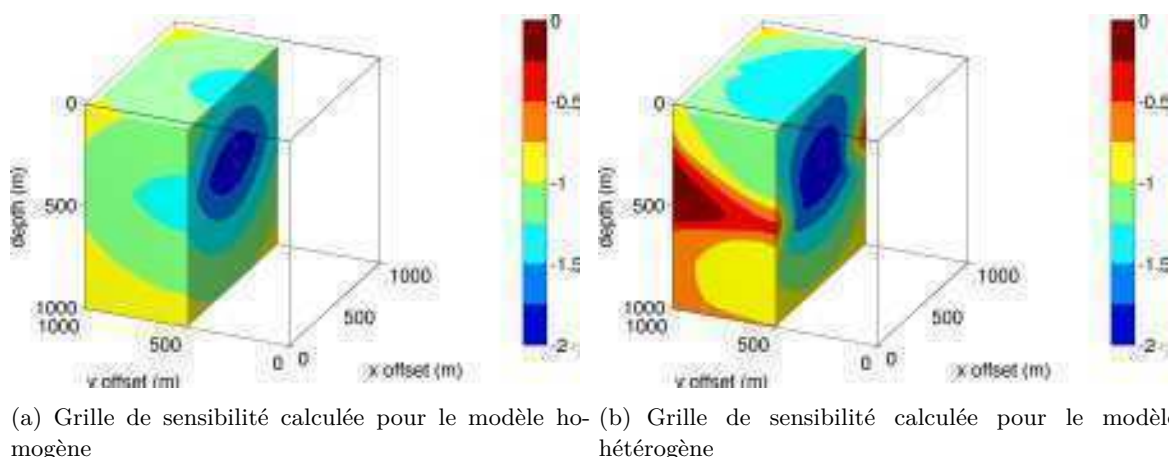 0
500
1000
1000
500
0
0
500
1000
depth (m)
y offset (m)
x offset (m)
0
-0.5
-1
-1.5
-2
0
500
1000
1000
500
0
0
500
1000
depth (m)
y offset (m)
x offset (m)
0
-0.5
-1
-1.5
-2
(a) Grille de sensibilité calculée pour le modèle ho-
mogène
(b) Grille de sensibilité calculée pour le modèle
hétérogène